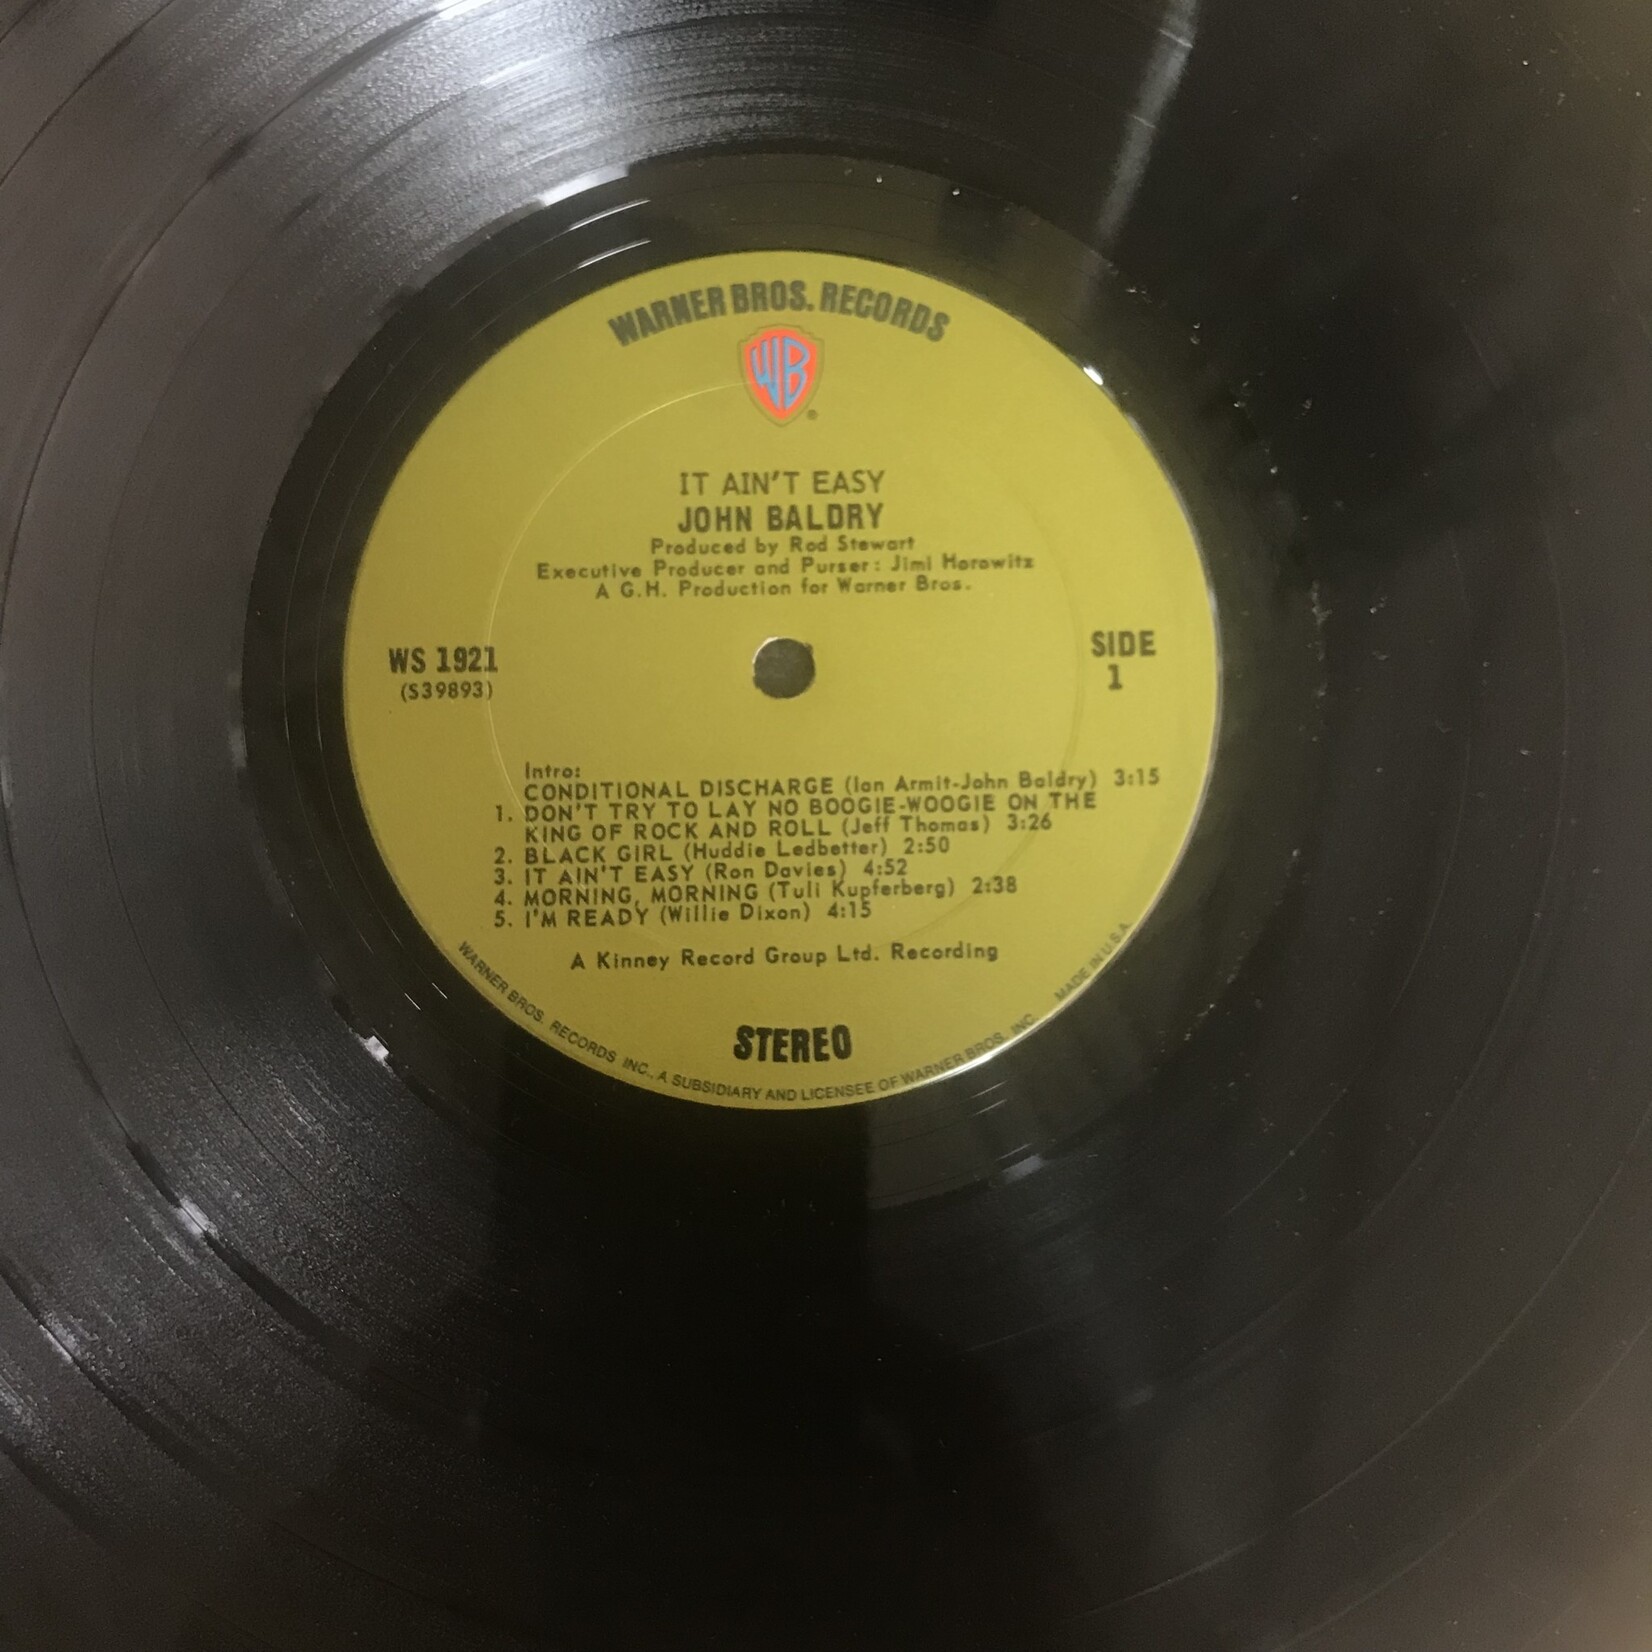 WARNER BROS. RECORDS
WB
®
IT AIN'T EASY
JOHN BALDRY
Produced by Rod Stewart
Executive Producer and Purser: Jimi Horowitz
A G.H. Production for Warner Bros.
WS 1921
(S39893)
SIDE
1
Intro:
CONDITIONAL DISCHARGE (Ian Armit-John Baldry) 3:15
1. DON'T TRY TO LAY NO BOOGIE-WOOGIE ON THE
KING OF ROCK AND ROLL (Jeff Thomas) 3:26
2. BLACK GIRL (Huddie Ledbetter) 2:50
3. IT AIN'T EASY (Ron Davies) 4:52
4. MORNING, MORNING (Tuli Kupferberg) 2:38
5. I'M READY (Willie Dixon) 4:15
A Kinney Record Group Ltd. Recording
STEREO
WARNER BROS. RECORDS INC., A SUBSIDIARY AND LICENSEE OF WARNER BROS. INC. MADE IN U.S.A.